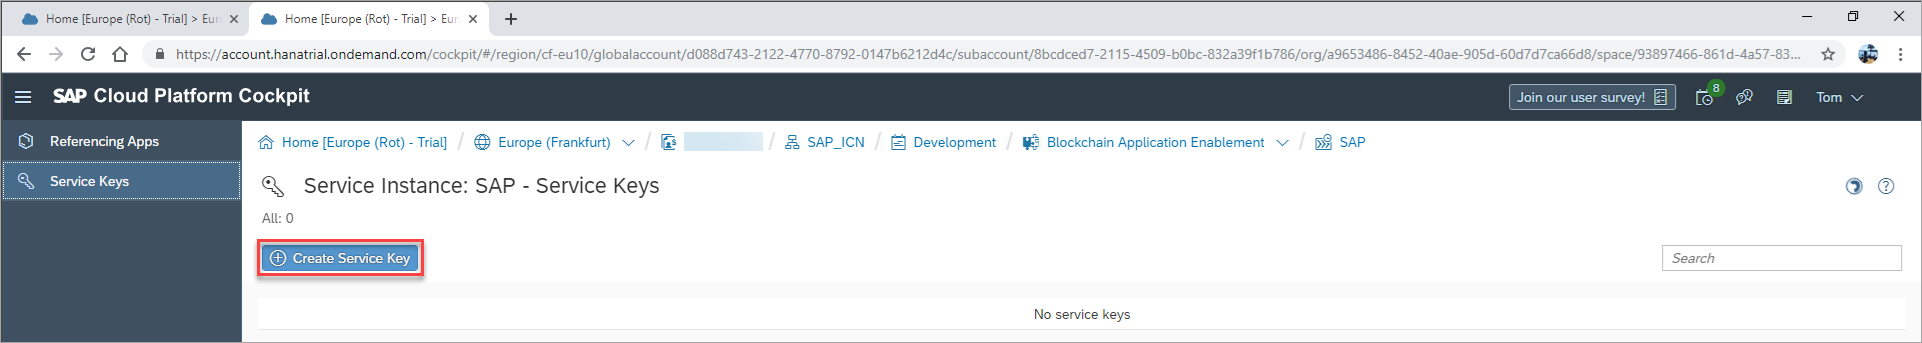 Home [Europe (Rot) - Trial] > Eur
Home [Europe (Rot) - Trial] > Eur
https://account.hanatrial.ondemand.com/cockpit/#/region/cf-eu10/globalaccount/d088d743-2122-4770-8792-0147b6212d4c/subaccount/8bcdced7-2115-4509-b0bc-832a39f1b786/org/a9653486-8452-40ae-905d-60d7d7ca66d8/space/93897466-861d-4a57-83...
SAP Cloud Platform Cockpit
Join our user survey!
8
Tom
Referencing Apps
Service Keys
Home [Europe (Rot) - Trial] / Europe (Frankfurt) / / SAP_ICN / Development / Blockchain Application Enablement / SAP
Service Instance: SAP - Service Keys
All: 0
Create Service Key
Search
No service keys